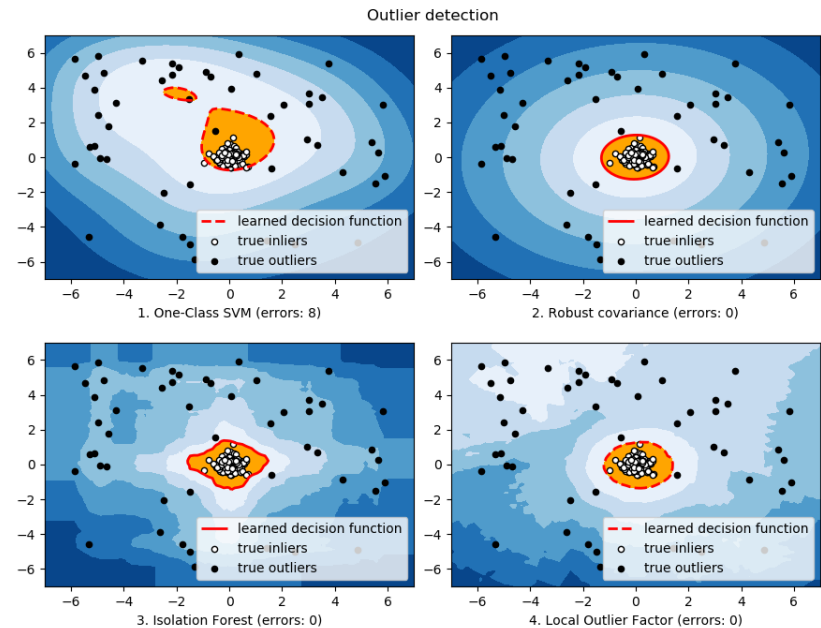 Outlier detection
6
4
2
0
−2
−4
−6
−6 −4 −2 0 2 4 6
learned decision function
true inliers
true outliers
1. One-Class SVM (errors: 8)
6
4
2
0
−2
−4
−6
−6 −4 −2 0 2 4 6
learned decision function
true inliers
true outliers
2. Robust covariance (errors: 0)
6
4
2
0
−2
−4
−6
−6 −4 −2 0 2 4 6
learned decision function
true inliers
true outliers
3. Isolation Forest (errors: 0)
6
4
2
0
−2
−4
−6
−6 −4 −2 0 2 4 6
learned decision function
true inliers
true outliers
4. Local Outlier Factor (errors: 0)